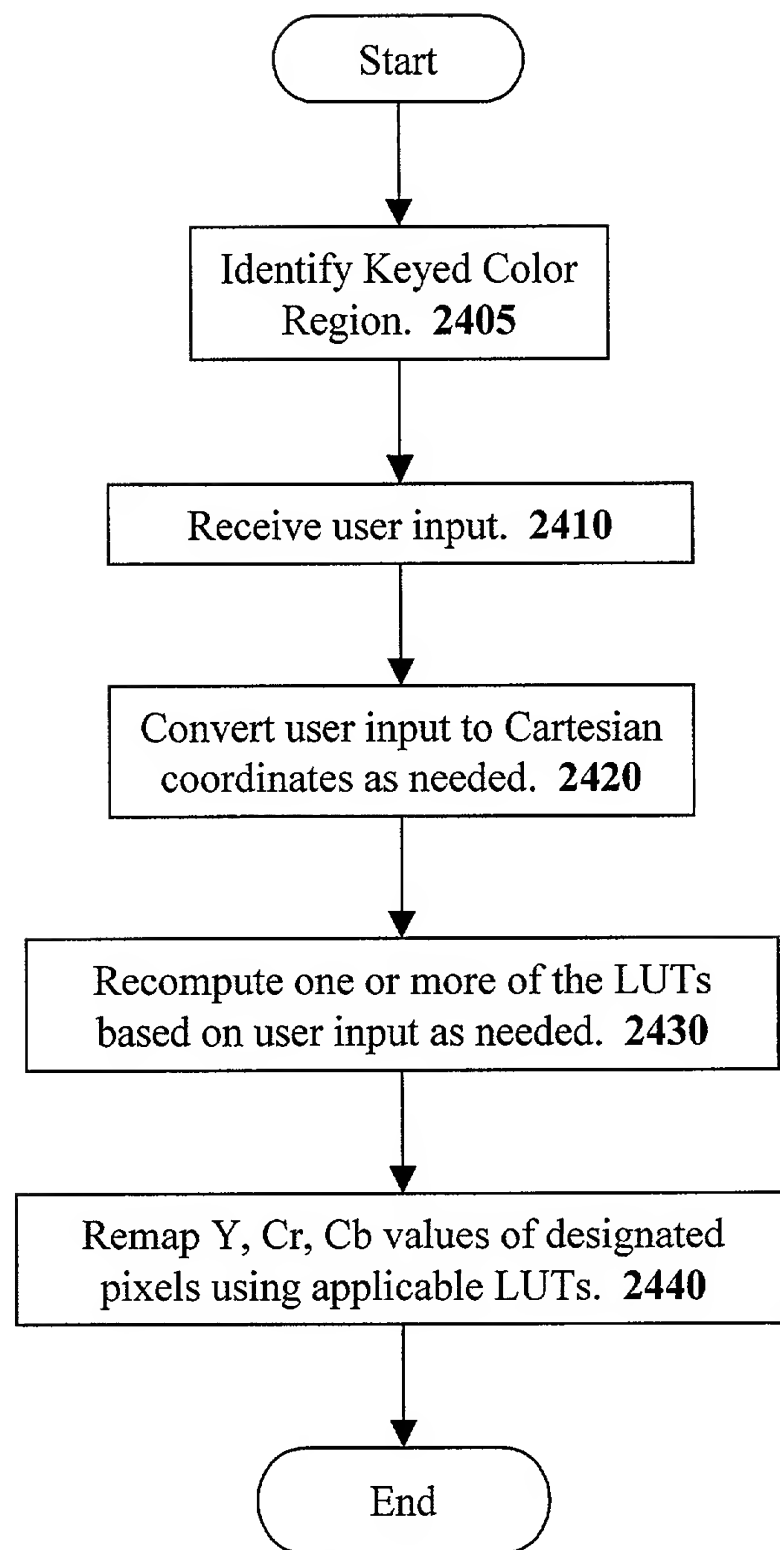 Start
Identify Keyed Color
Region. 2405
Receive user input. 2410
Convert user input to Cartesian
coordinates as needed. 2420
Recompute one or more of the LUTs
based on user input as needed. 2430
Remap Y, Cr, Cb values of designated
pixels using applicable LUTs. 2440
End